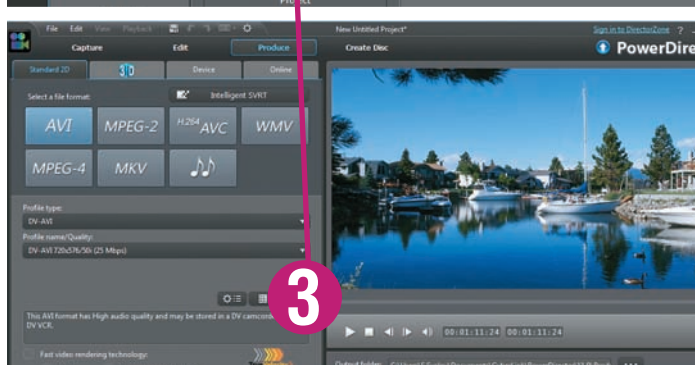 Project
File Edit View Playback
New Untitled Project*
Sign in to DirectorZone ?
Capture Edit Produce Create Disc
PowerDire
Standard 2D 3D Device Online
Select a file format:
Intelligent SVRT
AVI MPEG-2 H.264 AVC WMV
MPEG-4 MKV
Profile type:
DV-AVI
Profile name/Quality:
DV-AVI 720x576/50i (25 Mbps)
3
This AVI format has High audio quality and may be stored in a DV camcorder
DV VCR.
00:01:11:24 00:01:11:24
Fast video rendering technology:
Output folder: